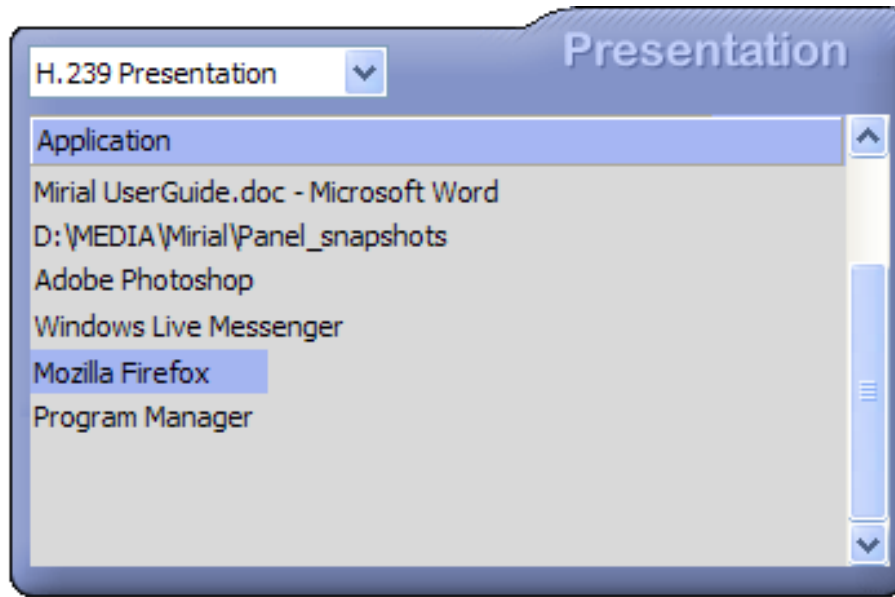 Presentation
H.239 Presentation
Application
Mirial UserGuide.doc - Microsoft Word
D:\MEDIA\Mirial\Panel_snapshots
Adobe Photoshop
Windows Live Messenger
Mozilla Firefox
Program Manager